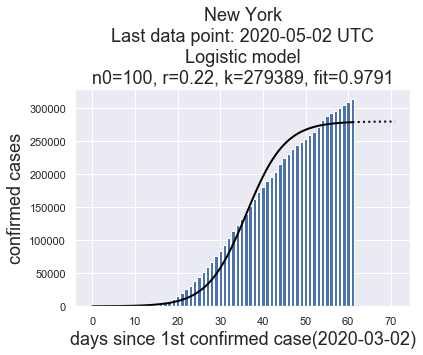 New York
Last data point: 2020-05-02 UTC
Logistic model
n0=100, r=0.22, k=279389, fit=0.9791
confirmed cases
300000
250000
200000
150000
100000
50000
0
0 10 20 30 40 50 60 70
days since 1st confirmed case(2020-03-02)